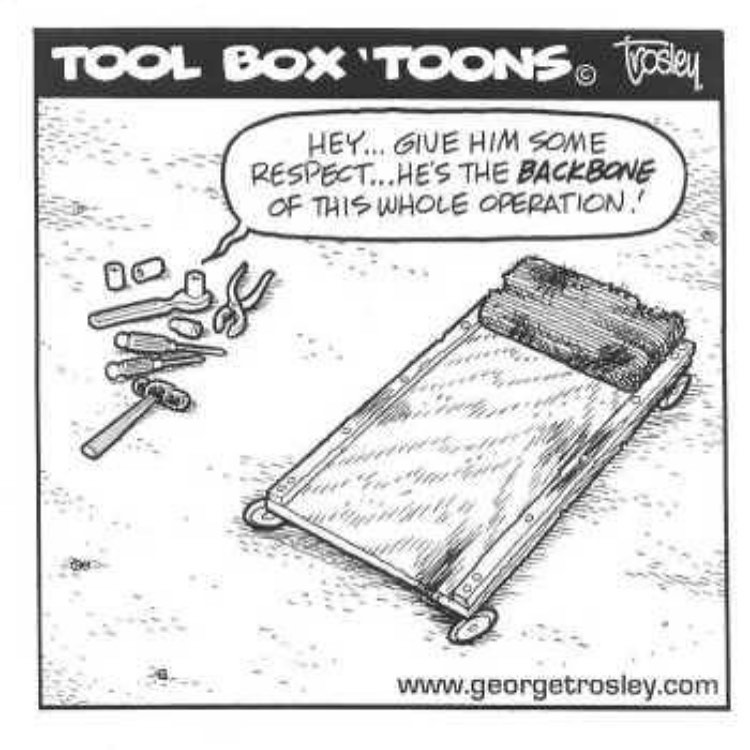 TOOL BOX 'TOONS © Trosley
HEY... GIVE HIM SOME
RESPECT...HE'S THE BACKBONE
OF THIS WHOLE OPERATION!
www.georgetrosley.com